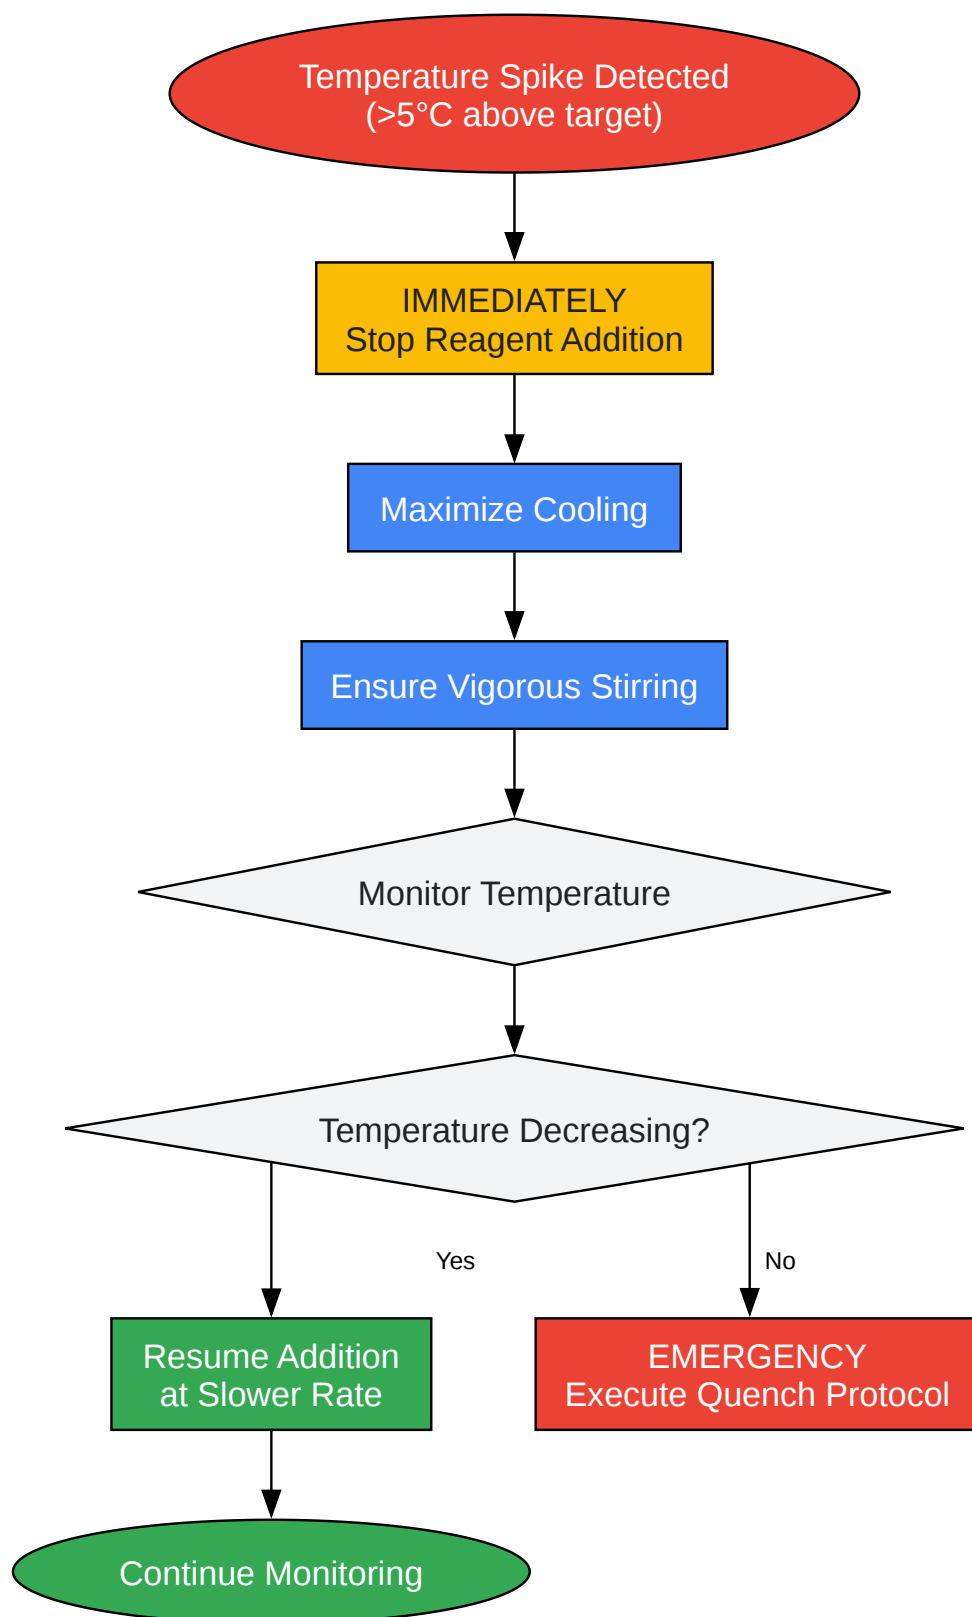 Temperature Spike Detected
(>5°C above target)
IMMEDIATELY
Stop Reagent Addition
Maximize Cooling
Ensure Vigorous Stirring
Monitor Temperature
Temperature Decreasing?
Yes
No
Resume Addition
at Slower Rate
EMERGENCY
Execute Quench Protocol
Continue Monitoring